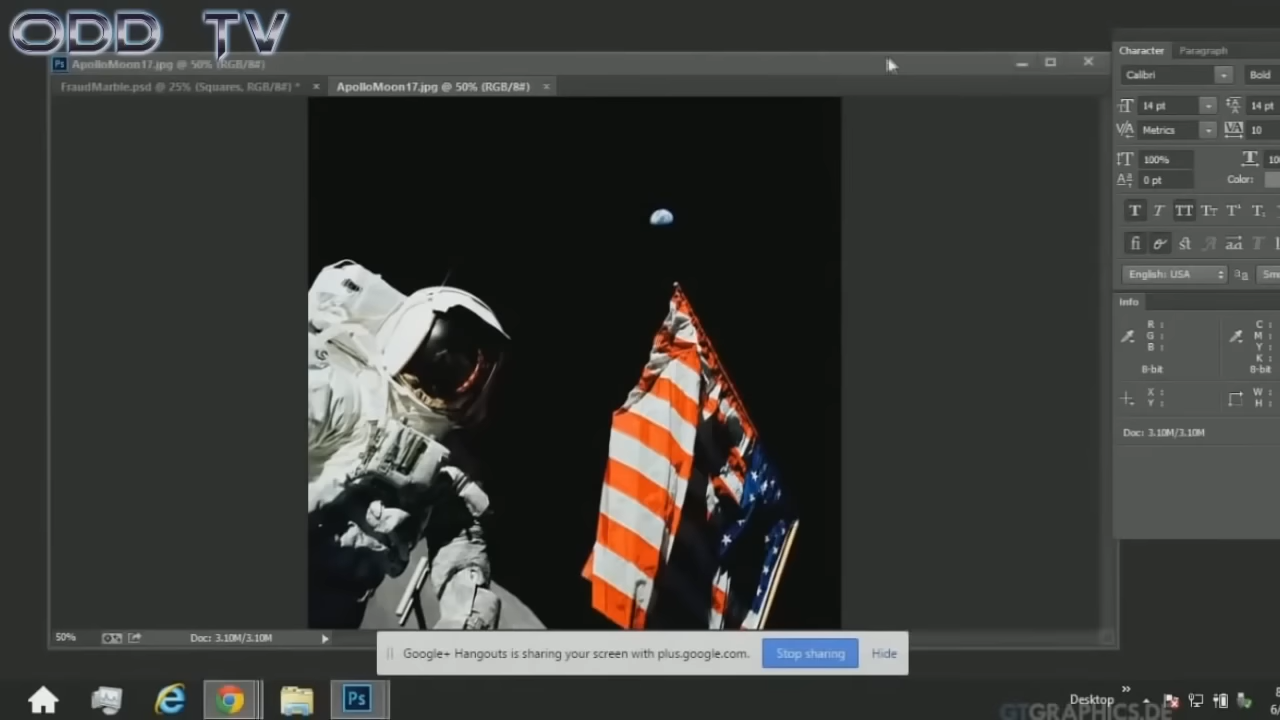 ODD TV
ApolloMoon17.jpg @ 50% (RGB/8#)
FraudMarble.psd @ 25% (Squares, RGB/8#) *
ApolloMoon17.jpg @ 50% (RGB/8#)
Character Paragraph
Calibri Bold
14 pt 14 pt
Metrics 10
100%
0 pt Color:
English: USA
Info
R: C:
G: M:
B: Y:
K:
8-bit 8-bit
X: W:
Y: H:
Doc: 3.10M/3.10M
50% Doc: 3.10M/3.10M
Google+ Hangouts is sharing your screen with plus.google.com. Stop sharing Hide
Ps
Desktop
GTGRAPHICS.DE